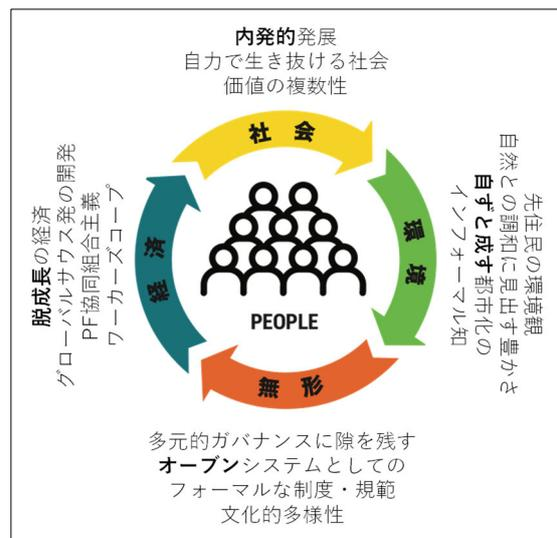 内発的発展
自力で生き抜ける社会
価値の複数性
社会
先住民の環境観
自然との調和に見出す豊かさ
自ずと成す都市化の
インフォーマル知
環境
PEOPLE
経済
脱成長の経済
グローバルサウス発の開発
PF協同組合主義
ワーカーズコープ
無形
多元的ガバナンスに隙を残す
オープンシステムとしての
フォーマルな制度・規範
文化的多様性